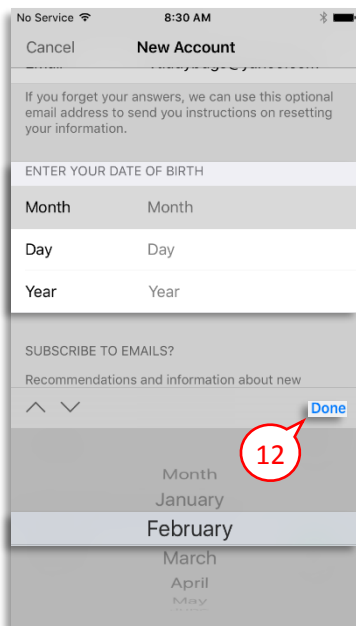 No Service 8:30 AM
Cancel New Account
If you forget your answers, we can use this optional
email address to send you instructions on resetting
your information.
ENTER YOUR DATE OF BIRTH
Month Month
Day Day
Year Year
SUBSCRIBE TO EMAILS?
Recommendations and information about new
Done
12
Month
January
February
March
April
May